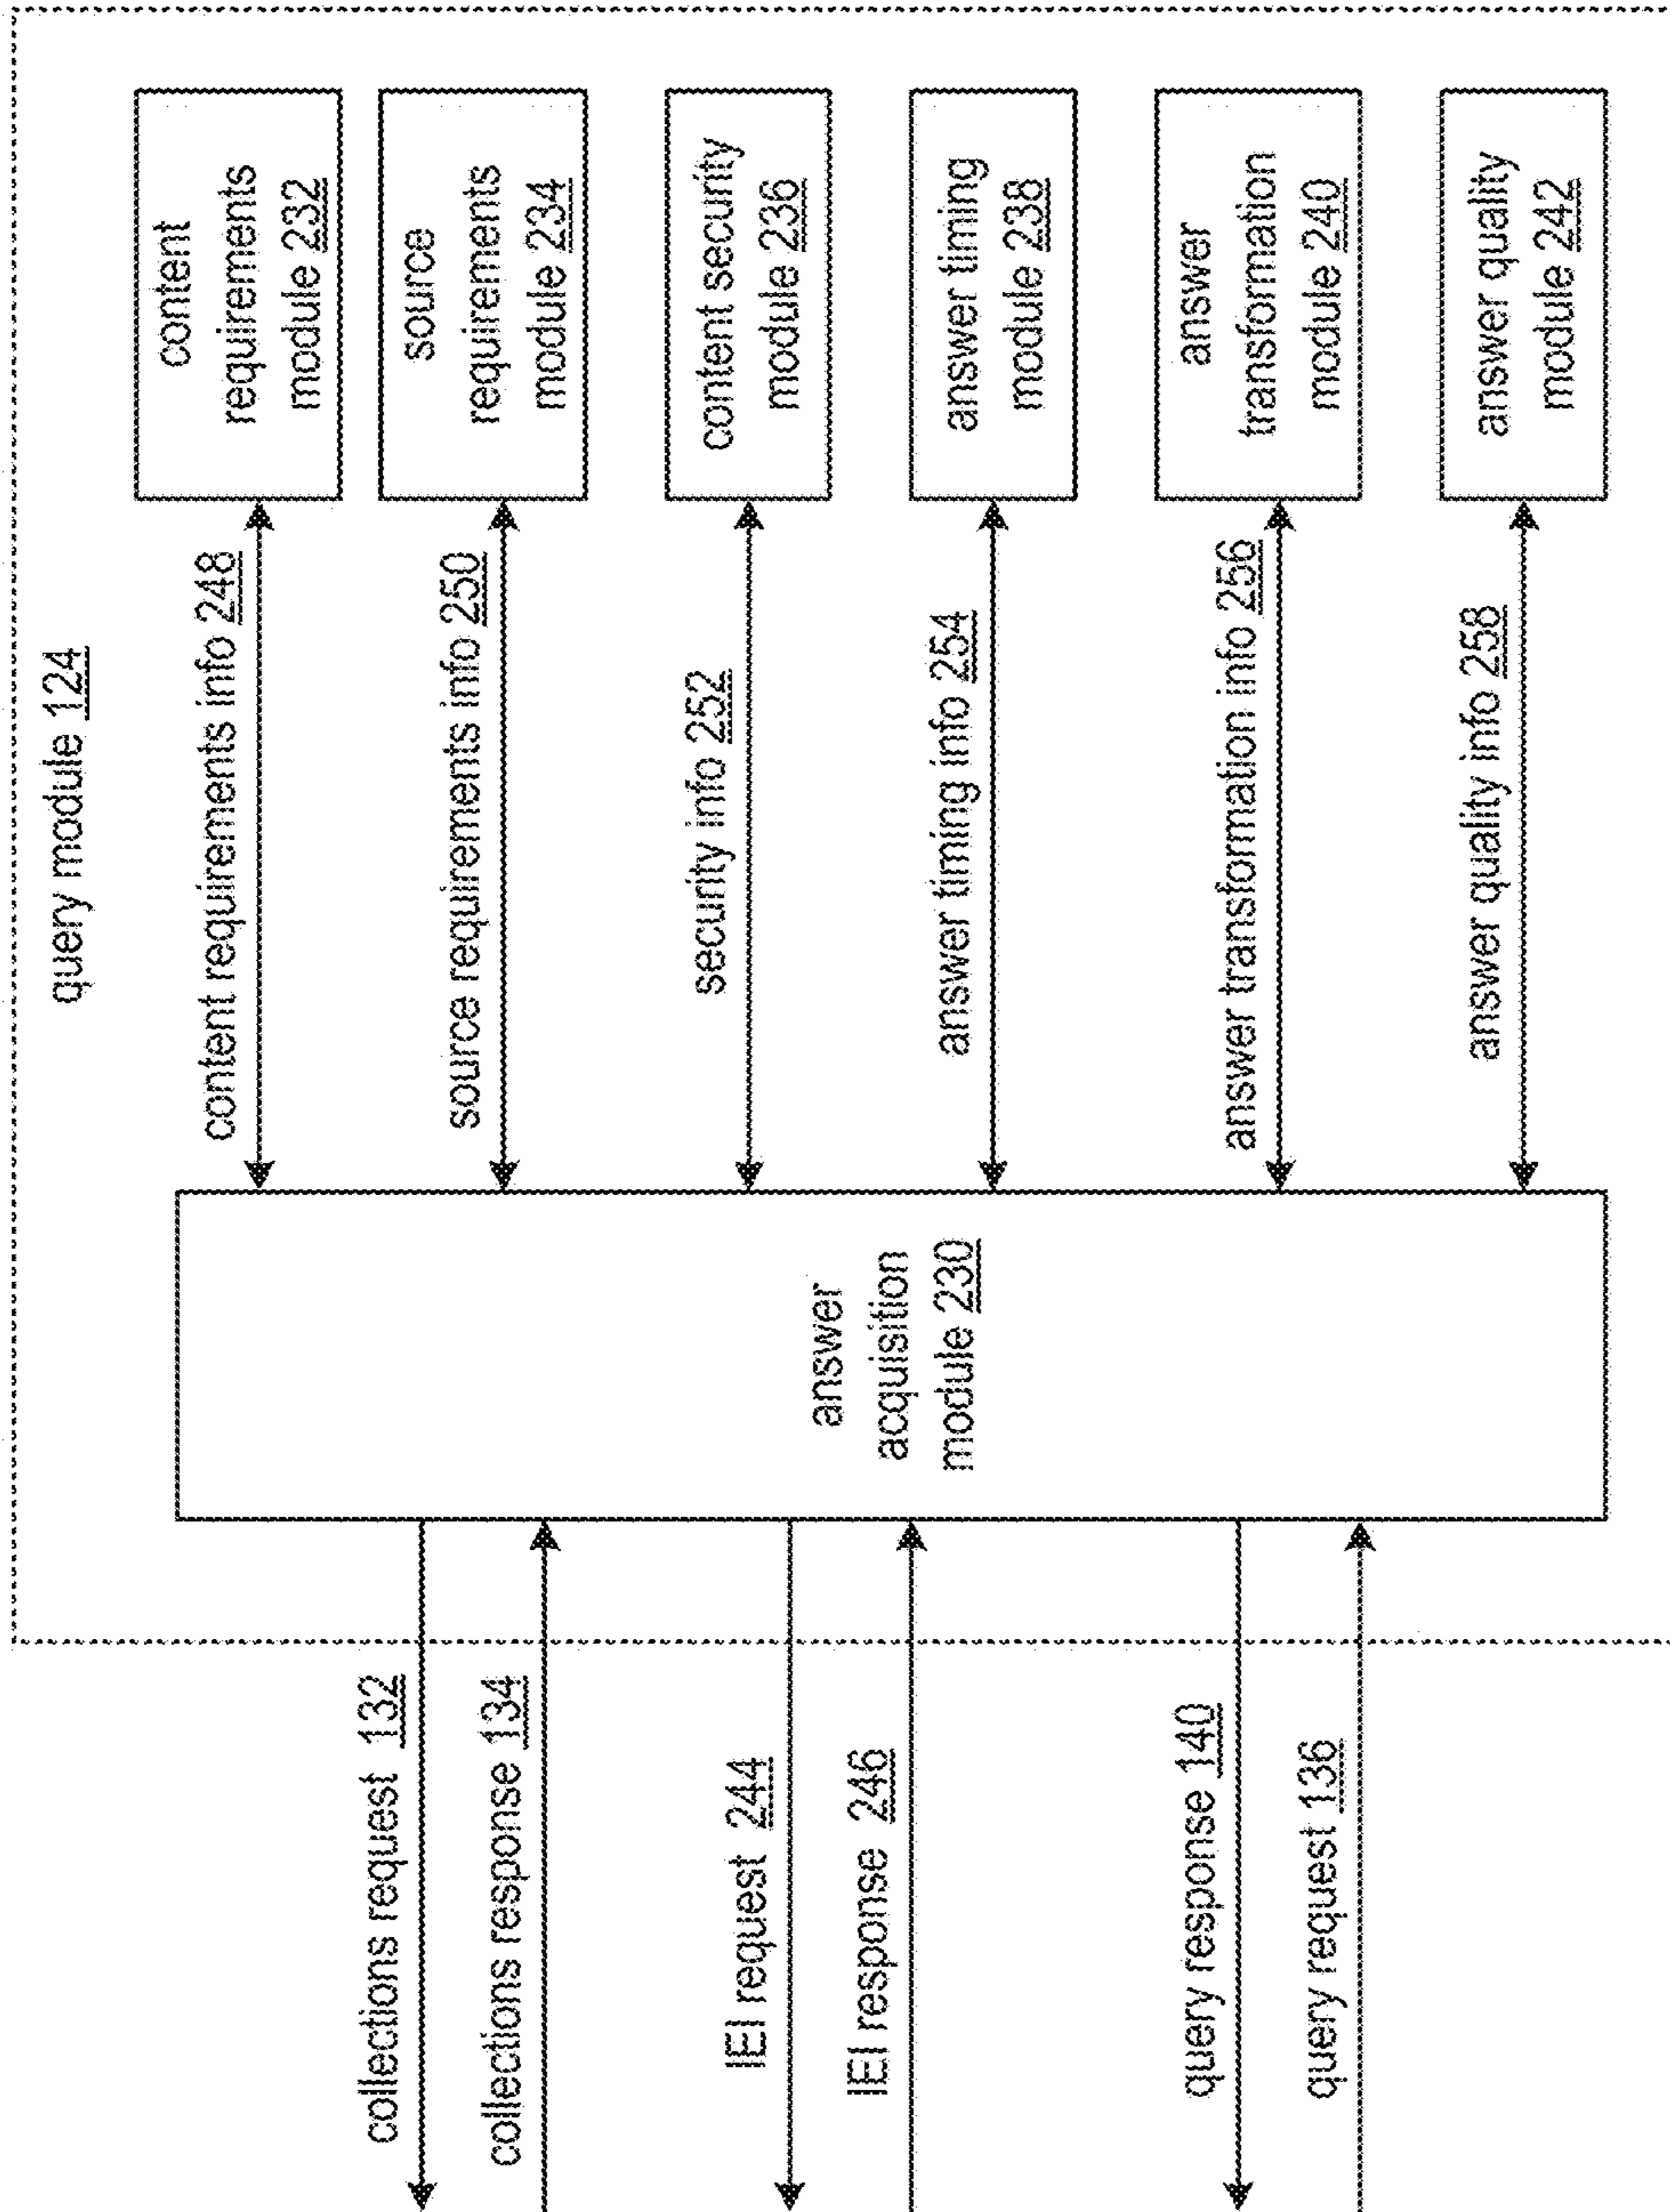 query module 124
collections request 132
collections response 134
IEI request 244
IEI response 246
query response 140
query request 136
answer
acquisition
module 230
content requirements info 248
source requirements info 250
security info 252
answer timing info 254
answer transformation info 256
answer quality info 258
content
requirements
module 232
source
requirements
module 234
content security
module 236
answer timing
module 238
answer
transformation
module 240
answer quality
module 242